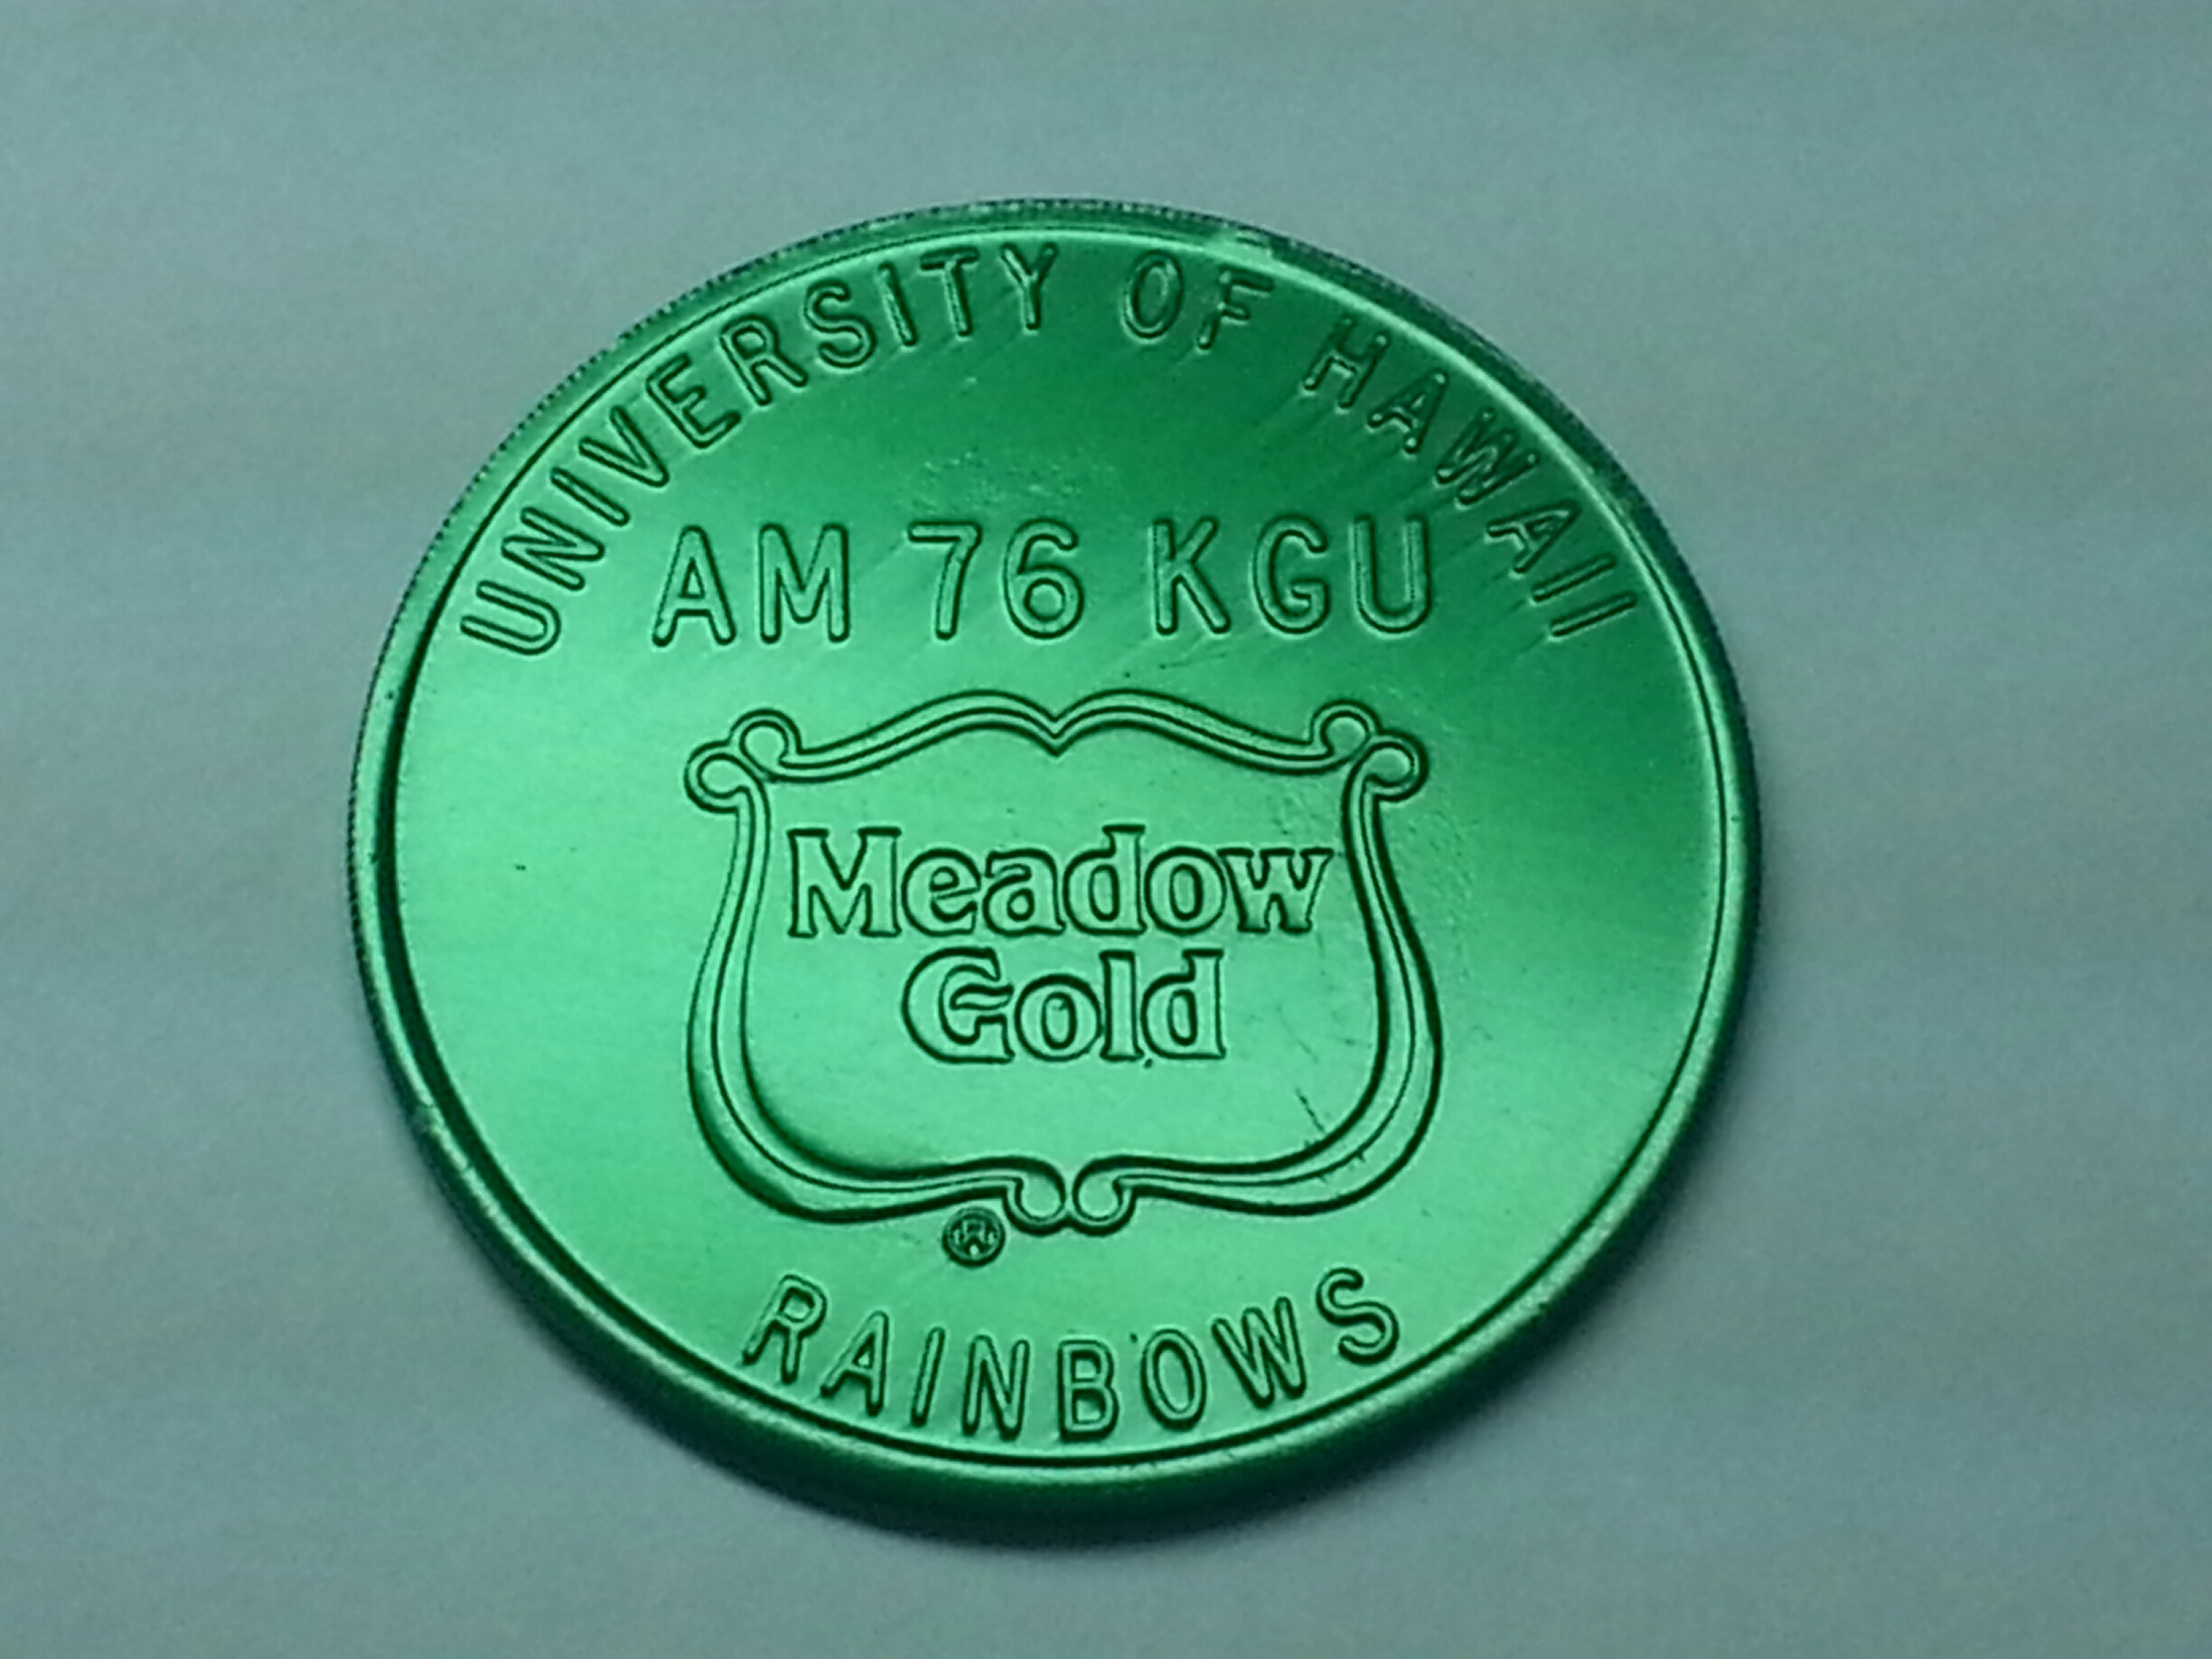 UNIVERSITY OF HAWAII
AM 76 KGU
Meadow
Gold
®
RAINBOWS